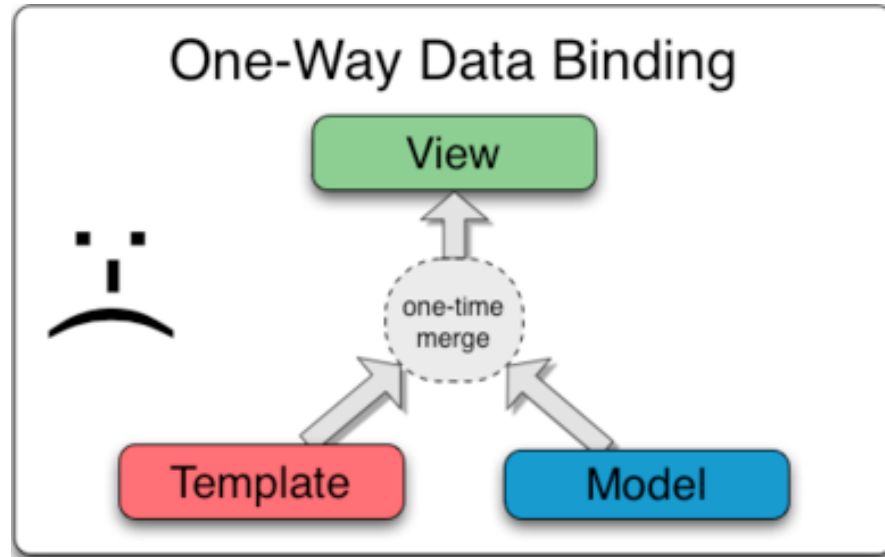 One-Way Data Binding
View
one-time
merge
Template
Model